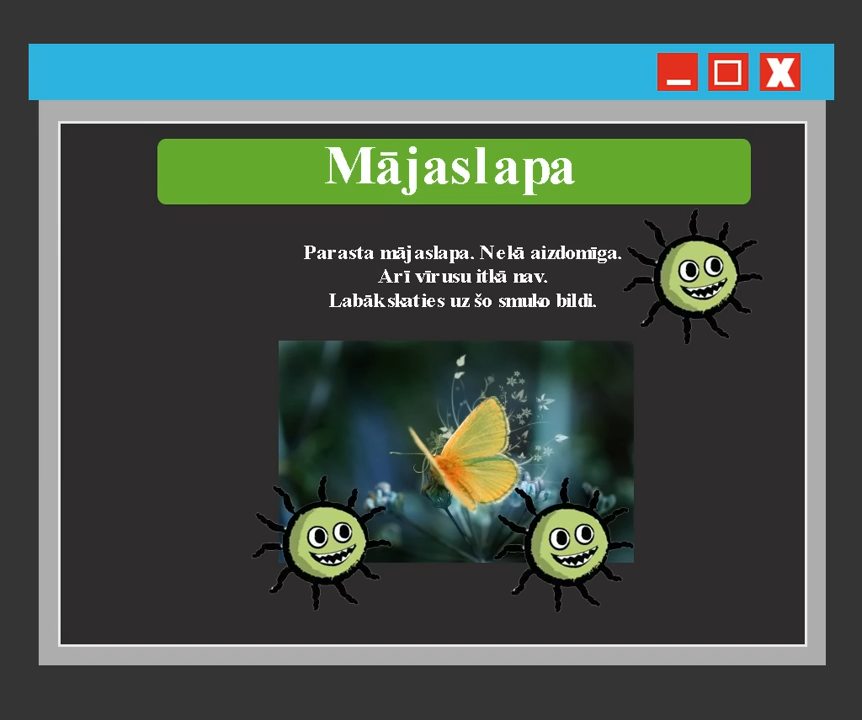 Mājaslapa
Parasta mājaslapa. Nekā aizdomīga.
Arī vīrusu itkā nav.
Labāk skaties uz šo smuko bildi.